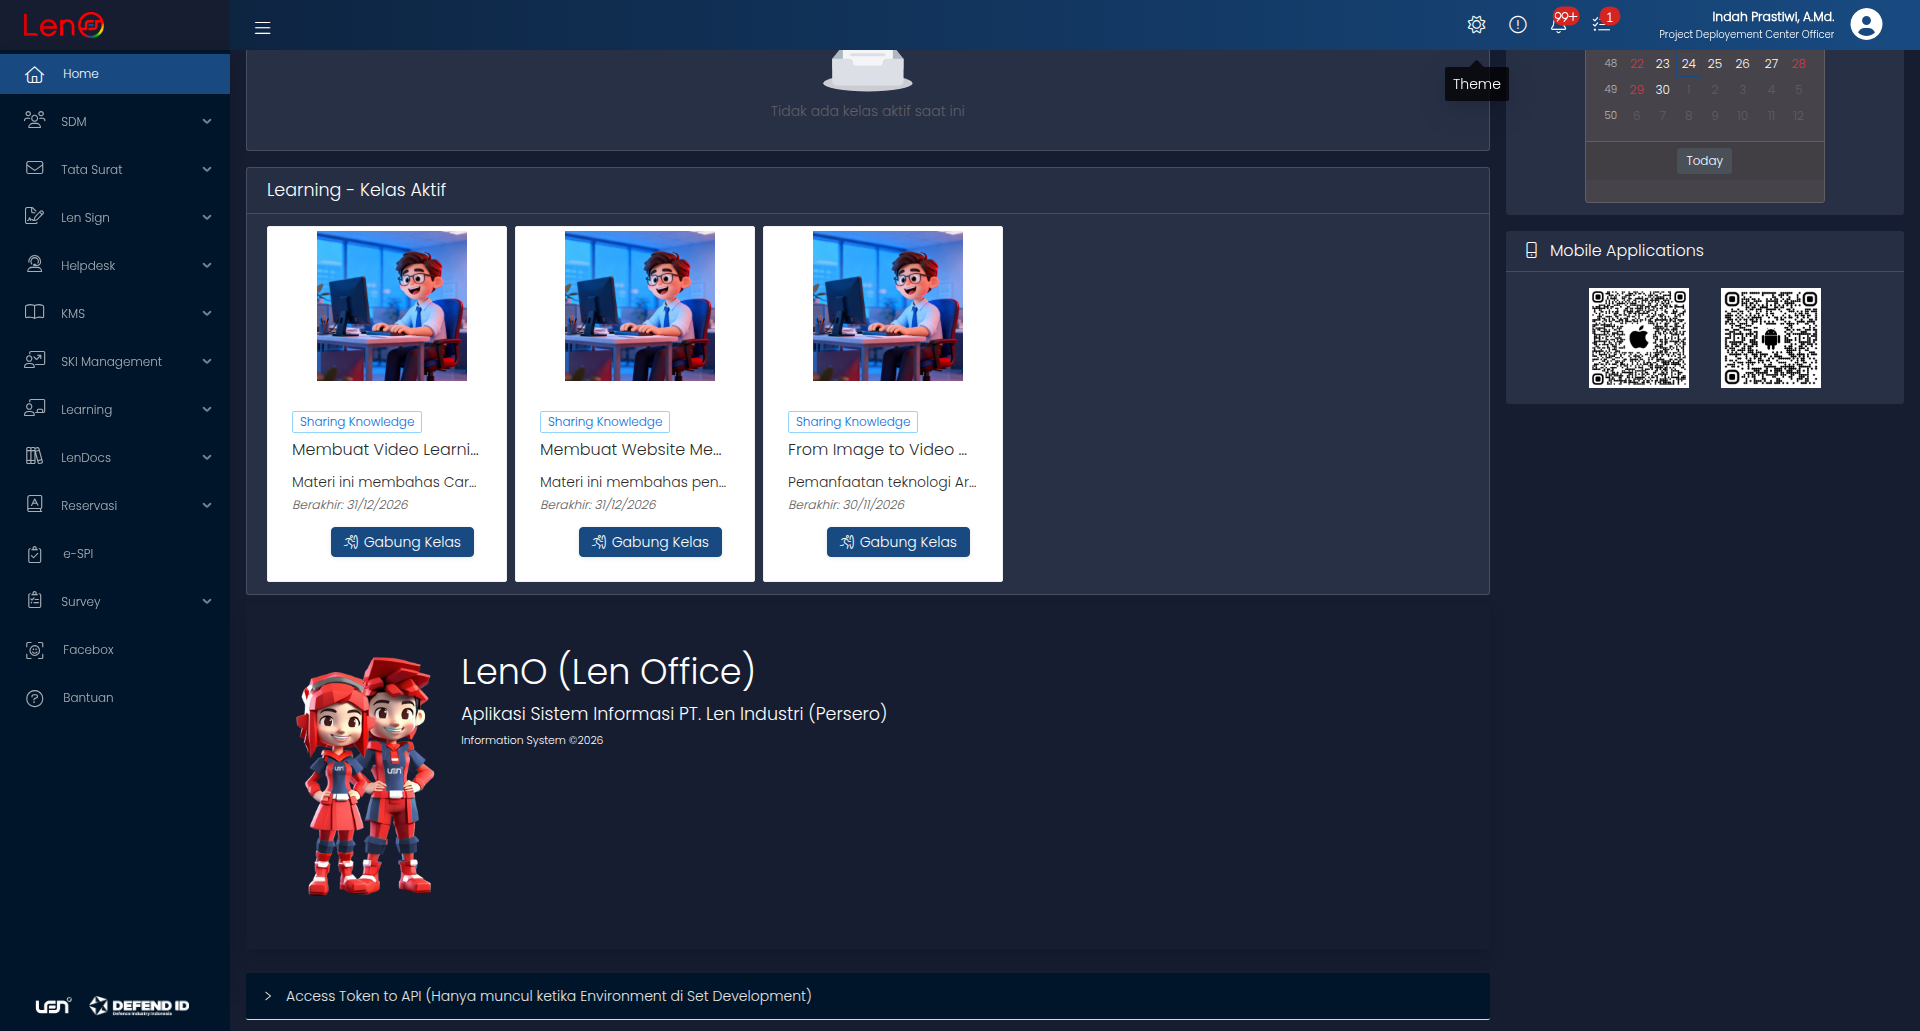 LenO
99+
1
Indah Prastiwi, A.Md.
Project Deployement Center Officer
Home
SDM
Tata Surat
Len Sign
Helpdesk
KMS
SKI Management
Learning
LenDocs
Reservasi
e-SPI
Survey
Facebox
Bantuan
LEN
DEFEND ID
Defence Industry Indonesia
Theme
Tidak ada kelas aktif saat ini
Learning - Kelas Aktif
Sharing Knowledge
Membuat Video Learni...
Materi ini membahas Car...
Berakhir: 31/12/2026
Gabung Kelas
Sharing Knowledge
Membuat Website Me...
Materi ini membahas pen...
Berakhir: 31/12/2026
Gabung Kelas
Sharing Knowledge
From Image to Video ...
Pemanfaatan teknologi Ar...
Berakhir: 30/11/2026
Gabung Kelas
LenO (Len Office)
Aplikasi Sistem Informasi PT. Len Industri (Persero)
Information System ©2026
Access Token to API (Hanya muncul ketika Environment di Set Development)
48 22 23 24 25 26 27 28
49 29 30 1 2 3 4 5
50 6 7 8 9 10 11 12
Today
Mobile Applications